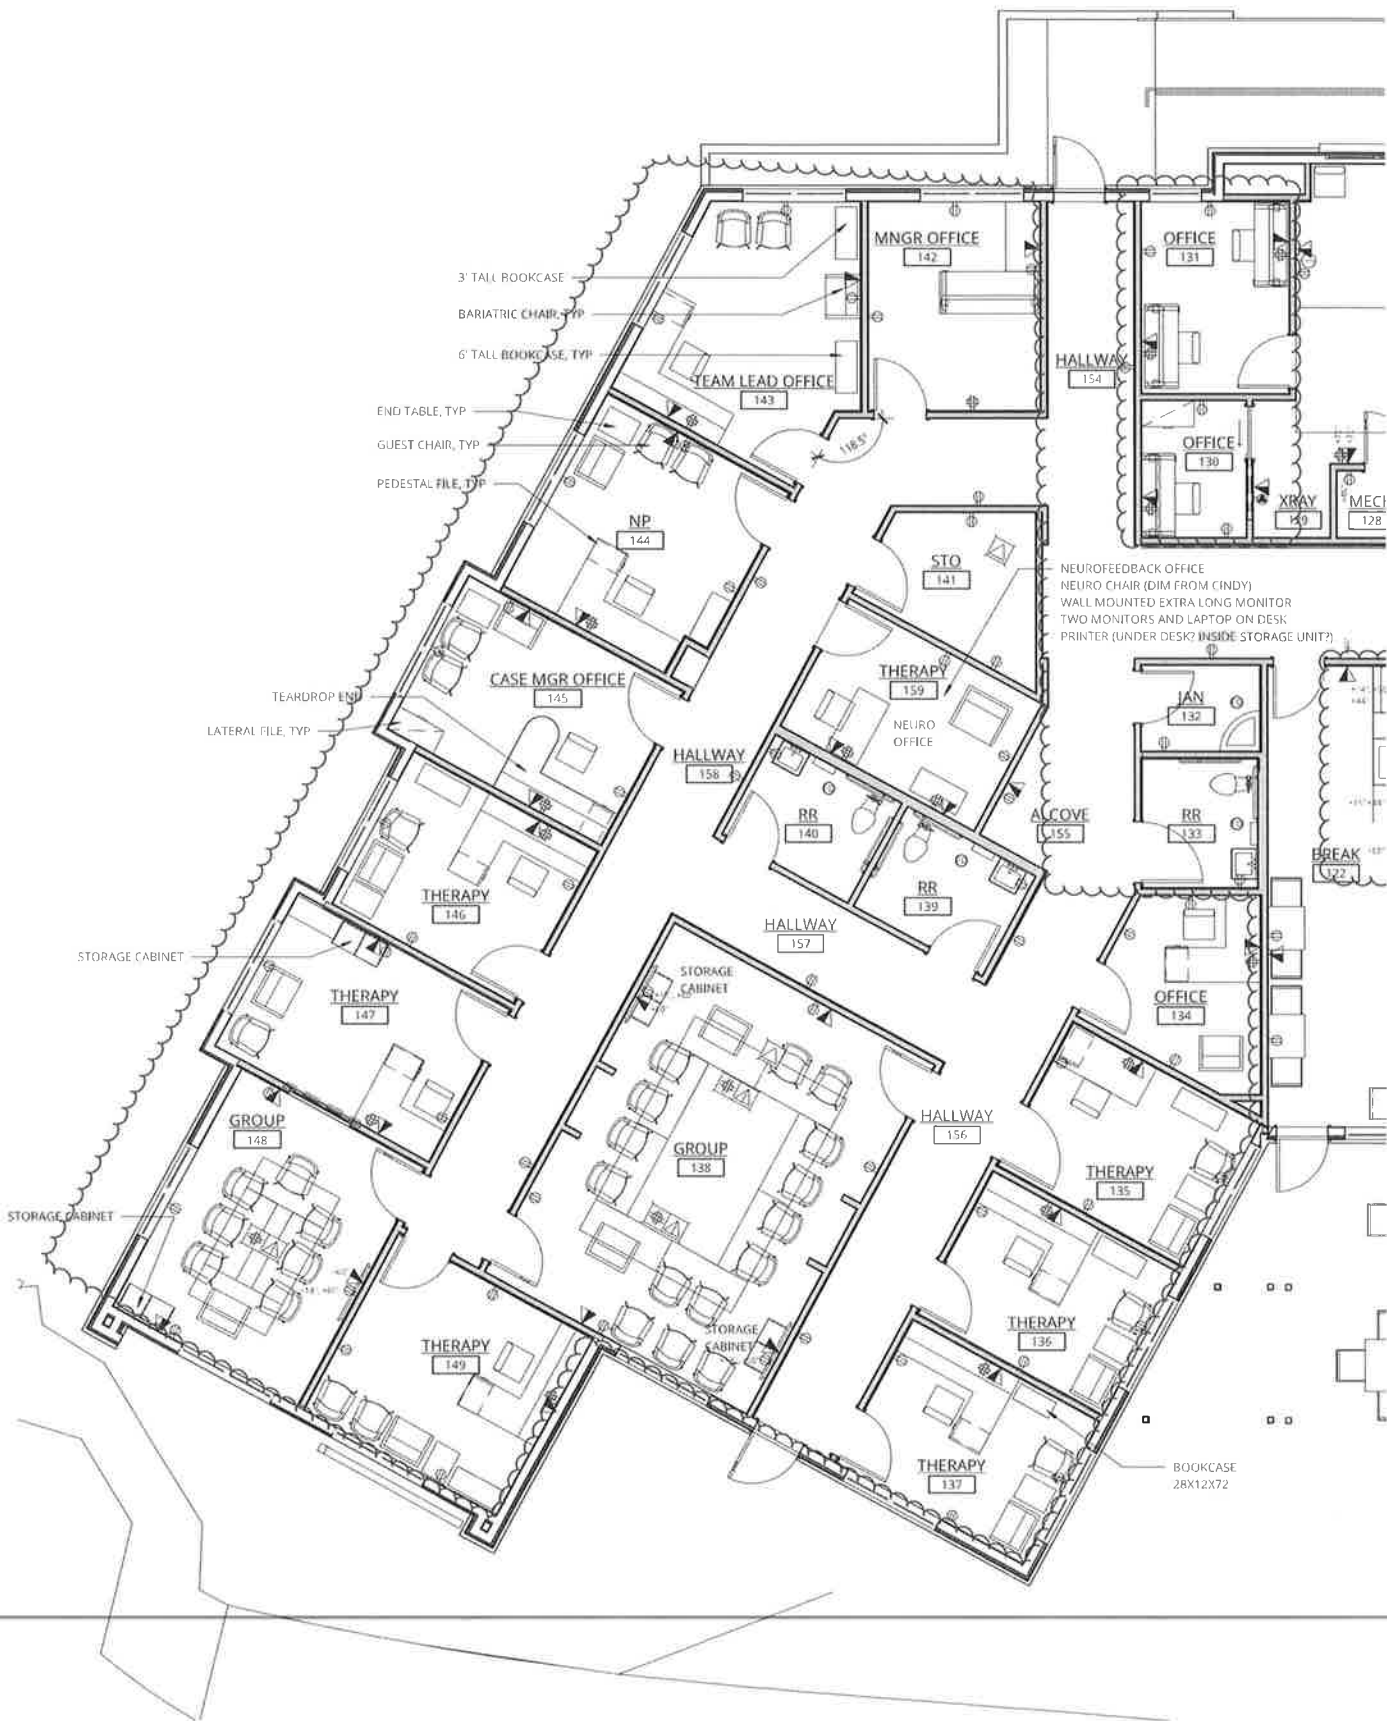 MNGR OFFICE
142
OFFICE
131
3' TALL BOOKCASE
BARIATRIC CHAIR, TYP
6' TALL BOOKCASE, TYP
HALLWAY
154
TEAM LEAD OFFICE
143
END TABLE, TYP
GUEST CHAIR, TYP
118.5°
OFFICE
130
PEDESTAL FILE, TYP
XRAY
129
MECH
128
NP
144
STO
141
NEUROFEEDBACK OFFICE
NEURO CHAIR (DIM FROM CINDY)
WALL MOUNTED EXTRA LONG MONITOR
TWO MONITORS AND LAPTOP ON DESK
PRINTER (UNDER DESK? INSIDE STORAGE UNIT?)
THERAPY
159
CASE MGR OFFICE
145
JAN
132
TEARDROP END
NEURO
OFFICE
LATERAL FILE, TYP
HALLWAY
158
RR
140
ALCOVE
155
RR
133
BREAK
122
THERAPY
146
RR
139
HALLWAY
157
STORAGE CABINET
STORAGE
CABINET
THERAPY
147
OFFICE
134
GROUP
148
HALLWAY
156
GROUP
138
THERAPY
135
STORAGE CABINET
THERAPY
136
STORAGE
CABINET
THERAPY
149
THERAPY
137
BOOKCASE
28X12X72